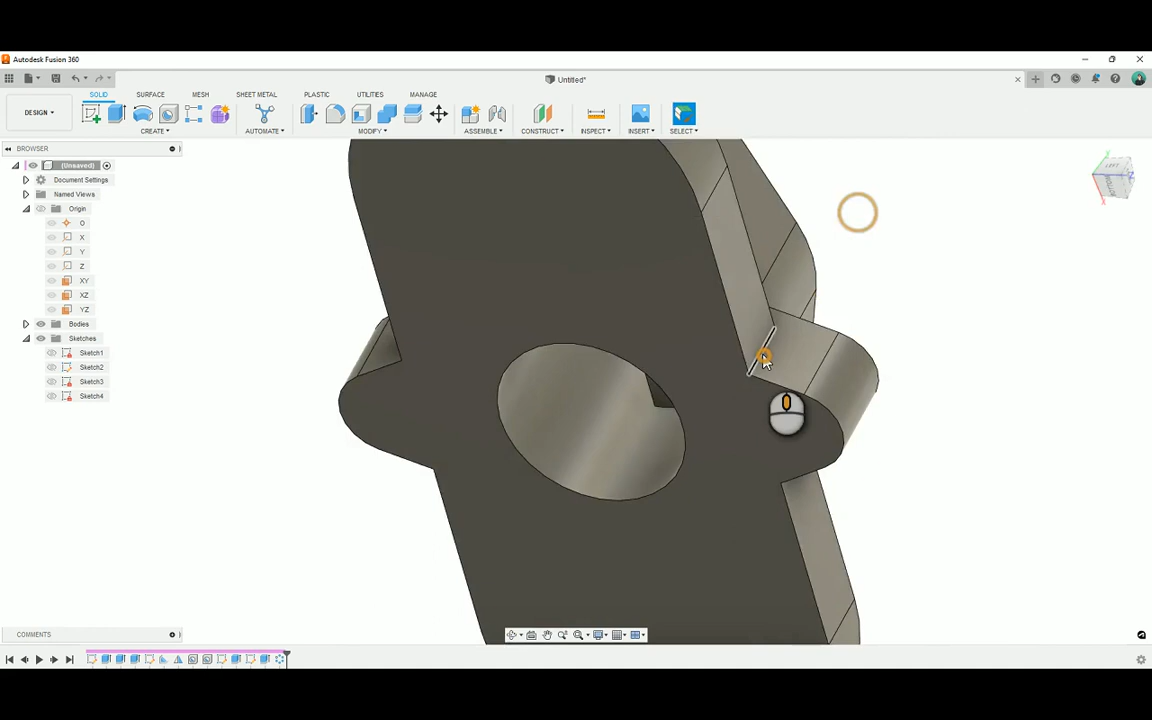 Autodesk Fusion 360
Untitled*
DESIGN
SOLID SURFACE MESH SHEET METAL PLASTIC UTILITIES MANAGE
CREATE AUTOMATE MODIFY ASSEMBLE CONSTRUCT INSPECT INSERT SELECT
BROWSER
(Unsaved)
Document Settings
Named Views
Origin
O
X
Y
Z
XY
XZ
YZ
Bodies
Sketches
Sketch1
Sketch2
Sketch3
Sketch4
COMMENTS